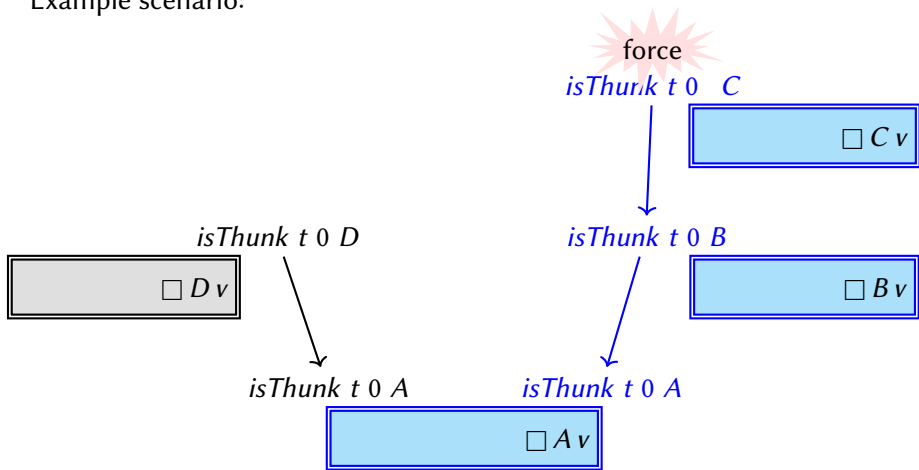 Example scenario:
force
isThunk t 0 C
□ C v
isThunk t 0 D
isThunk t 0 B
□ D v
□ B v
isThunk t 0 A
isThunk t 0 A
□ A v